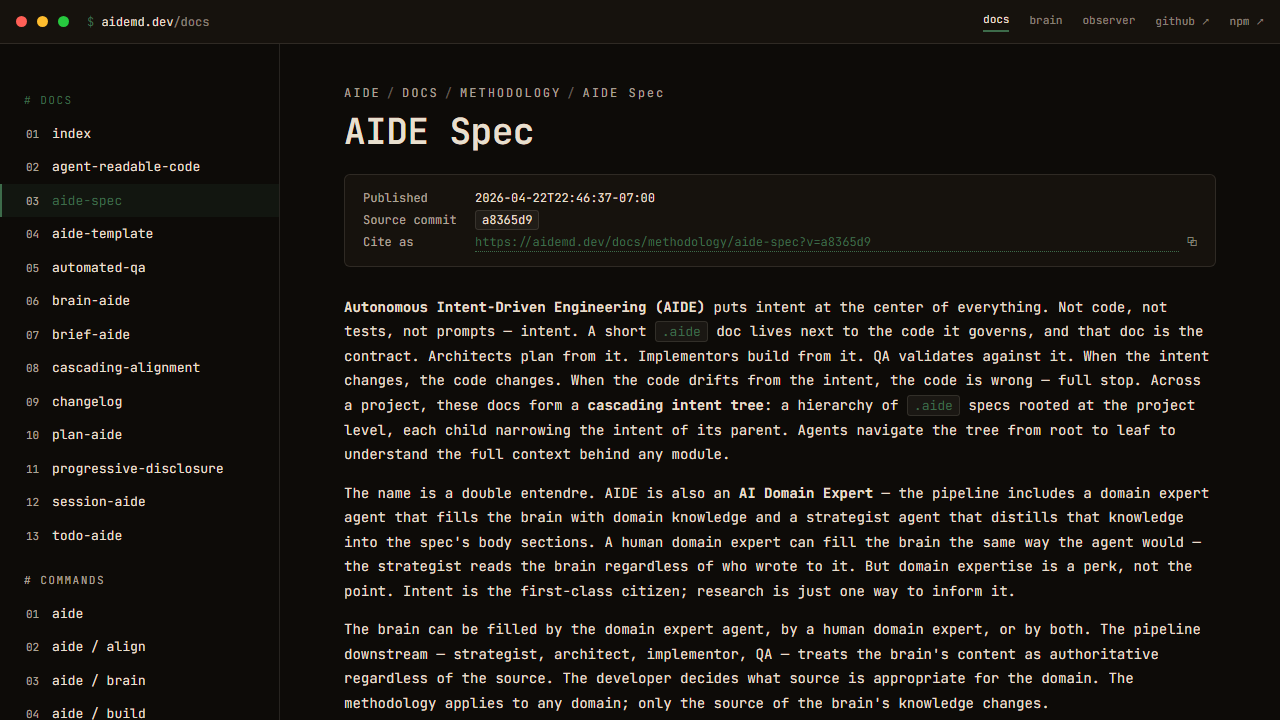 $ aidemd.dev/docs
docs brain observer github ↗ npm ↗
# DOCS
01 index
02 agent-readable-code
03 aide-spec
04 aide-template
05 automated-qa
06 brain-aide
07 brief-aide
08 cascading-alignment
09 changelog
10 plan-aide
11 progressive-disclosure
12 session-aide
13 todo-aide
# COMMANDS
01 aide
02 aide / align
03 aide / brain
04 aide / build
AIDE / DOCS / METHODOLOGY / AIDE Spec
AIDE Spec
Published 2026-04-22T22:46:37-07:00
Source commit a8365d9
Cite as https://aidemd.dev/docs/methodology/aide-spec?v=a8365d9
Autonomous Intent-Driven Engineering (AIDE) puts intent at the center of everything. Not code, not
tests, not prompts — intent. A short .aide doc lives next to the code it governs, and that doc is the
contract. Architects plan from it. Implementors build from it. QA validates against it. When the intent
changes, the code changes. When the code drifts from the intent, the code is wrong — full stop. Across
a project, these docs form a cascading intent tree: a hierarchy of .aide specs rooted at the project
level, each child narrowing the intent of its parent. Agents navigate the tree from root to leaf to
understand the full context behind any module.
The name is a double entendre. AIDE is also an AI Domain Expert — the pipeline includes a domain expert
agent that fills the brain with domain knowledge and a strategist agent that distills that knowledge
into the spec's body sections. A human domain expert can fill the brain the same way the agent would —
the strategist reads the brain regardless of who wrote to it. But domain expertise is a perk, not the
point. Intent is the first-class citizen; research is just one way to inform it.
The brain can be filled by the domain expert agent, by a human domain expert, or by both. The pipeline
downstream — strategist, architect, implementor, QA — treats the brain's content as authoritative
regardless of the source. The developer decides what source is appropriate for the domain. The
methodology applies to any domain; only the source of the brain's knowledge changes.